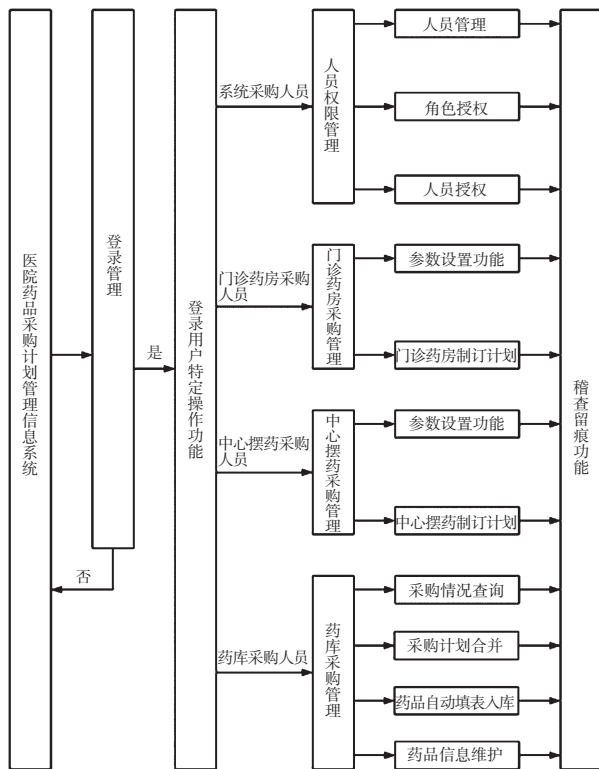 医院药品采购计划管理信息系统
登录管理
是
否
登录用户特定操作功能
系统采购人员
人员权限管理
人员管理
角色授权
人员授权
门诊药房采购
人员
门诊药房采购管理
参数设置功能
门诊药房制订计划
中心摆药采购
人员
中心摆药采购管理
参数设置功能
中心摆药制订计划
药库采购人员
药库采购管理
采购情况查询
采购计划合并
药品自动填表入库
药品信息维护
稽查留痕功能